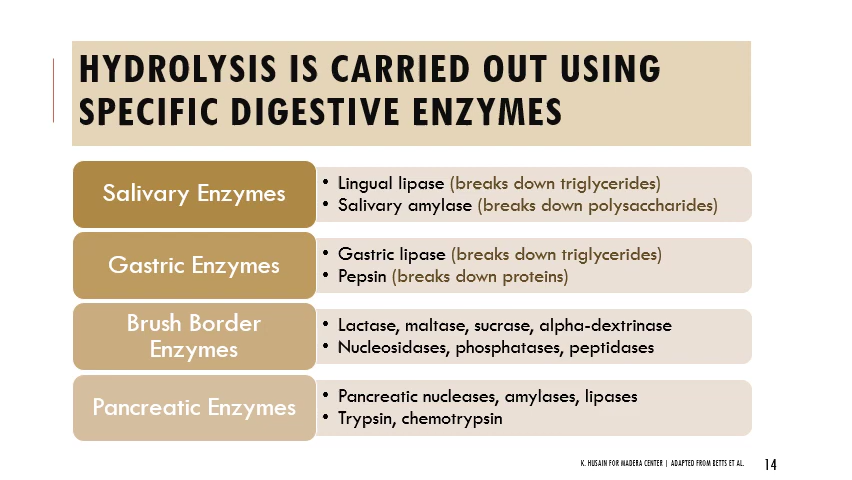 HYDROLYSIS IS CARRIED OUT USING
SPECIFIC DIGESTIVE ENZYMES
Salivary Enzymes
• Lingual lipase (breaks down triglycerides)
• Salivary amylase (breaks down polysaccharides)
Gastric Enzymes
• Gastric lipase (breaks down triglycerides)
• Pepsin (breaks down proteins)
Brush Border
Enzymes
• Lactase, maltase, sucrase, alpha-dextrinase
• Nucleosidases, phosphatases, peptidases
Pancreatic Enzymes
• Pancreatic nucleases, amylases, lipases
• Trypsin, chemotrypsin
K. HUSAIN FOR MADERA CENTER | ADAPTED FROM BETTS ET AL.
14